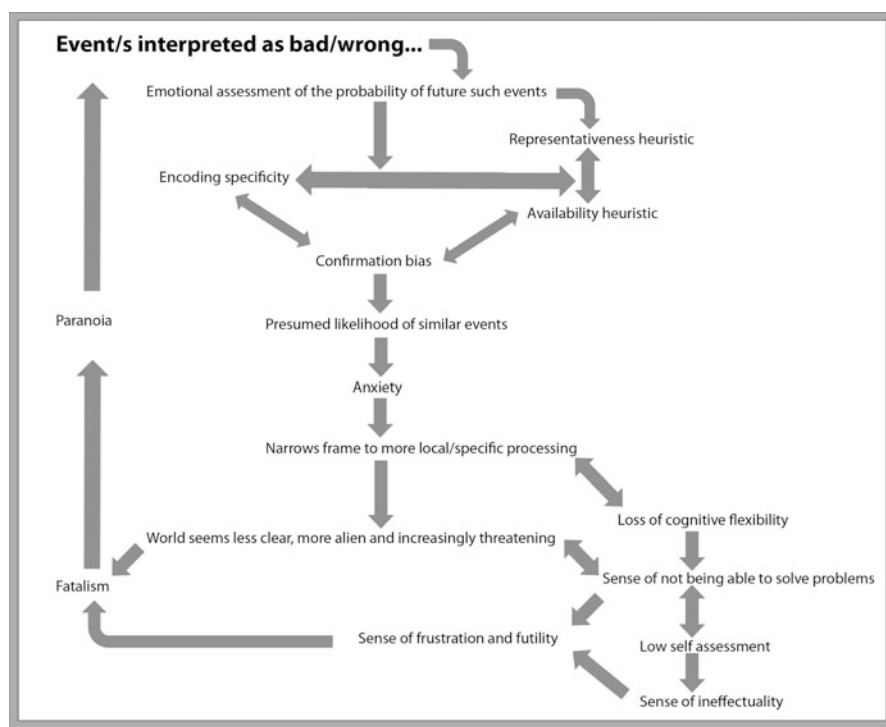 Event/s interpreted as bad/wrong...
Emotional assessment of the probability of future such events
Representativeness heuristic
Encoding specificity
Availability heuristic
Confirmation bias
Paranoia
Presumed likelihood of similar events
Anxiety
Narrows frame to more local/specific processing
Loss of cognitive flexibility
World seems less clear, more alien and increasingly threatening
Fatalism
Sense of not being able to solve problems
Sense of frustration and futility
Low self assessment
Sense of ineffectuality